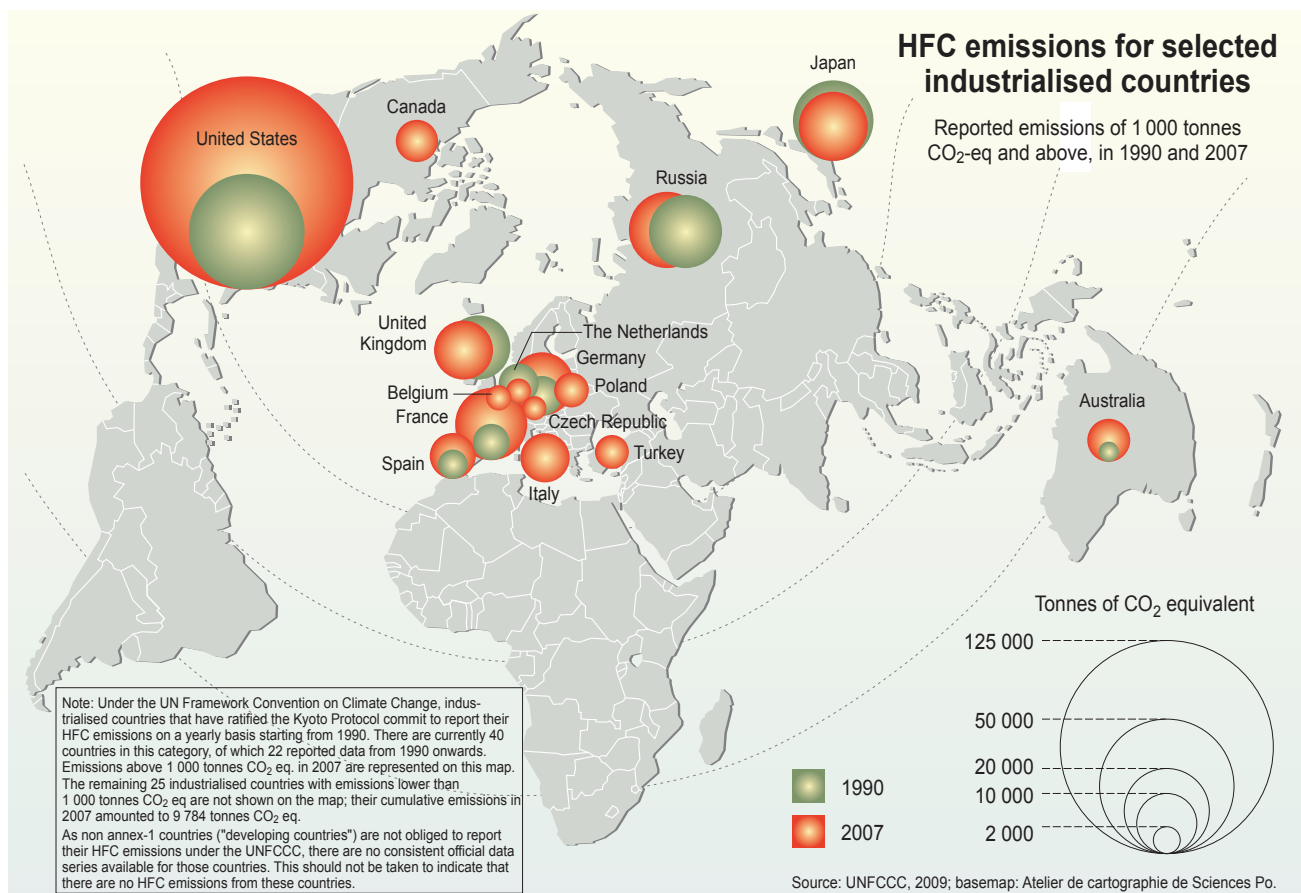 HFC emissions for selected
industrialised countries
Reported emissions of 1 000 tonnes
CO₂-eq and above, in 1990 and 2007
Japan
Canada
United States
Russia
United
Kingdom
The Netherlands
Germany
Belgium
Poland
France
Czech Republic
Spain
Turkey
Italy
Australia
Tonnes of CO₂ equivalent
125 000
50 000
20 000
10 000
2 000
1990
2007
Note: Under the UN Framework Convention on Climate Change, indus-
trialised countries that have ratified the Kyoto Protocol commit to report their
HFC emissions on a yearly basis starting from 1990. There are currently 40
countries in this category, of which 22 reported data from 1990 onwards.
Emissions above 1 000 tonnes CO₂ eq. in 2007 are represented on this map.
The remaining 25 industrialised countries with emissions lower than
1 000 tonnes CO₂ eq are not shown on the map; their cumulative emissions in
2007 amounted to 9 784 tonnes CO₂ eq.
As non annex-1 countries ("developing countries") are not obliged to report
their HFC emissions under the UNFCCC, there are no consistent official data
series available for those countries. This should not be taken to indicate that
there are no HFC emissions from these countries.
Source: UNFCCC, 2009; basemap: Atelier de cartographie de Sciences Po.